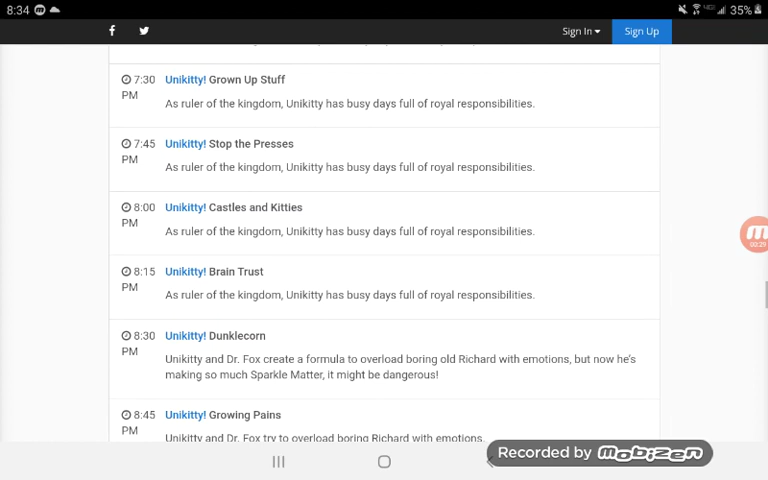 8:34
35%
Sign In
Sign Up
7:30 PM
Unikitty! Grown Up Stuff
As ruler of the kingdom, Unikitty has busy days full of royal responsibilities.
7:45 PM
Unikitty! Stop the Presses
As ruler of the kingdom, Unikitty has busy days full of royal responsibilities.
8:00 PM
Unikitty! Castles and Kitties
As ruler of the kingdom, Unikitty has busy days full of royal responsibilities.
8:15 PM
Unikitty! Brain Trust
As ruler of the kingdom, Unikitty has busy days full of royal responsibilities.
8:30 PM
Unikitty! Dunklecorn
Unikitty and Dr. Fox create a formula to overload boring old Richard with emotions, but now he's
making so much Sparkle Matter, it might be dangerous!
8:45 PM
Unikitty! Growing Pains
Unikitty and Dr. Fox try to overload boring Richard with emotions.
Recorded by mobizen
00:29